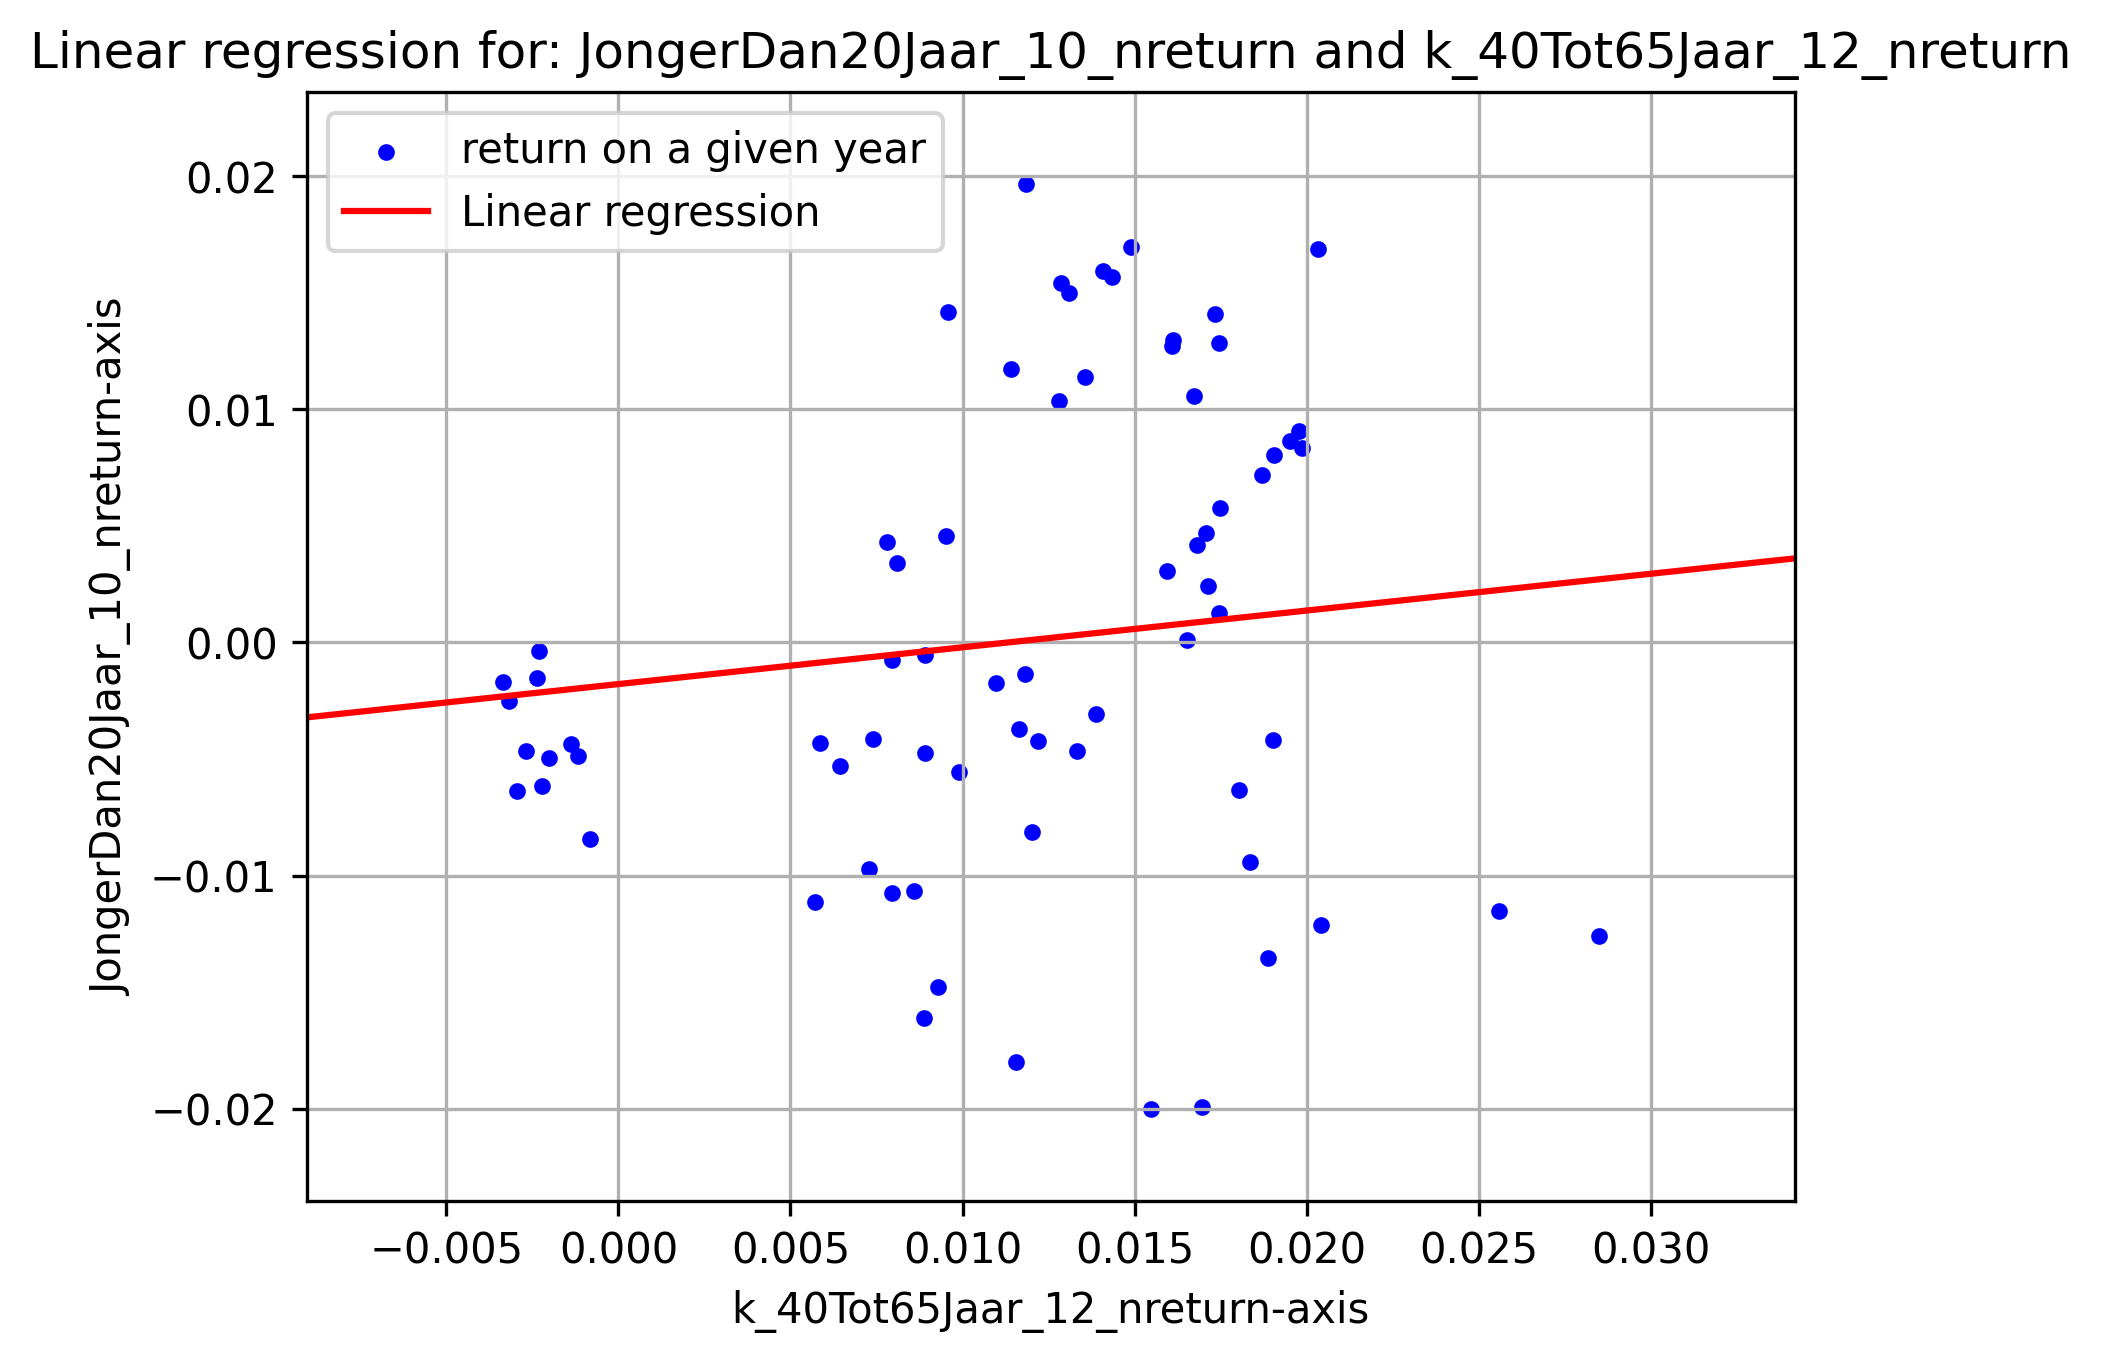 Linear regression for: JongerDan20Jaar_10_nreturn and k_40Tot65Jaar_12_nreturn
return on a given year
Linear regression
JongerDan20Jaar_10_nreturn-axis
0.02
0.01
0.00
−0.01
−0.02
−0.005 0.000 0.005 0.010 0.015 0.020 0.025 0.030
k_40Tot65Jaar_12_nreturn-axis